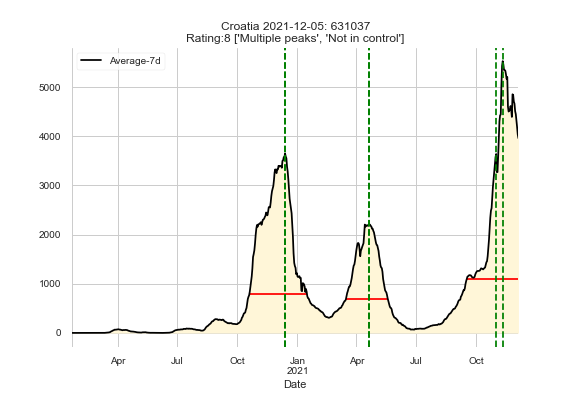 Croatia 2021-12-05: 631037
Rating:8 ['Multiple peaks', 'Not in control']
Average-7d
5000
4000
3000
2000
1000
0
Apr Jul Oct Jan Apr Jul Oct
2021
Date